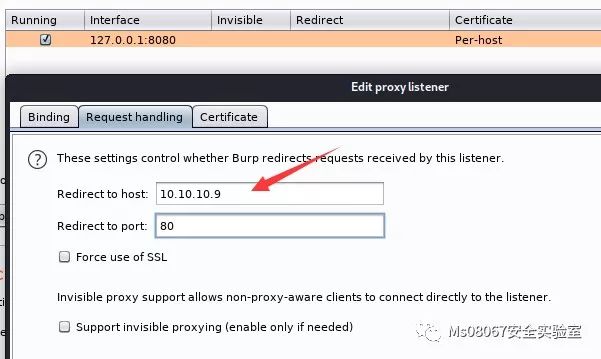 Running Interface Invisible Redirect Certificate
127.0.0.1:8080 Per-host
Edit proxy listener
Binding Request handling Certificate
? These settings control whether Burp redirects requests received by this listener.
Redirect to host: 10.10.10.9
Redirect to port: 80
Force use of SSL
Invisible proxy support allows non-proxy-aware clients to connect directly to the listener.
Support invisible proxying (enable only if needed)
Ms08067安全实验室